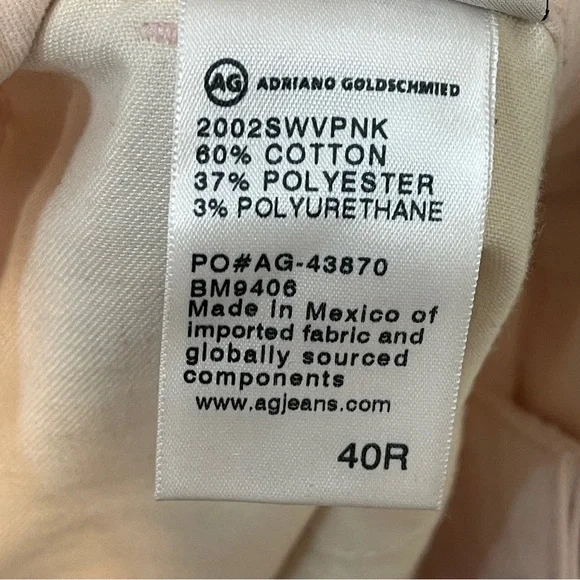 AG ADRIANO GOLDSCHMIED
2002SWVPNK
60% COTTON
37% POLYESTER
3% POLYURETHANE
PO#AG-43870
BM9406
Made in Mexico of
imported fabric and
globally sourced
components
www.agjeans.com
40R